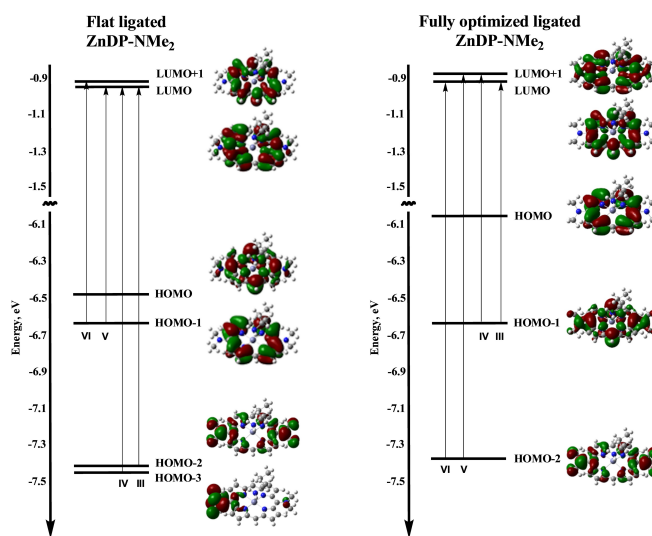 Flat ligated
ZnDP-NMe2
LUMO+1
LUMO
-0.9
-1.1
-1.3
-1.5
-6.1
-6.3
-6.5
-6.7
-6.9
-7.1
-7.3
-7.5
Energy, eV
HOMO
HOMO-1
VI V
HOMO-2
HOMO-3
IV III
Fully optimized ligated
ZnDP-NMe2
LUMO+1
LUMO
-0.9
-1.1
-1.3
-1.5
-6.1
-6.3
-6.5
-6.7
-6.9
-7.1
-7.3
-7.5
Energy, eV
HOMO
HOMO-1
IV III
HOMO-2
VI V